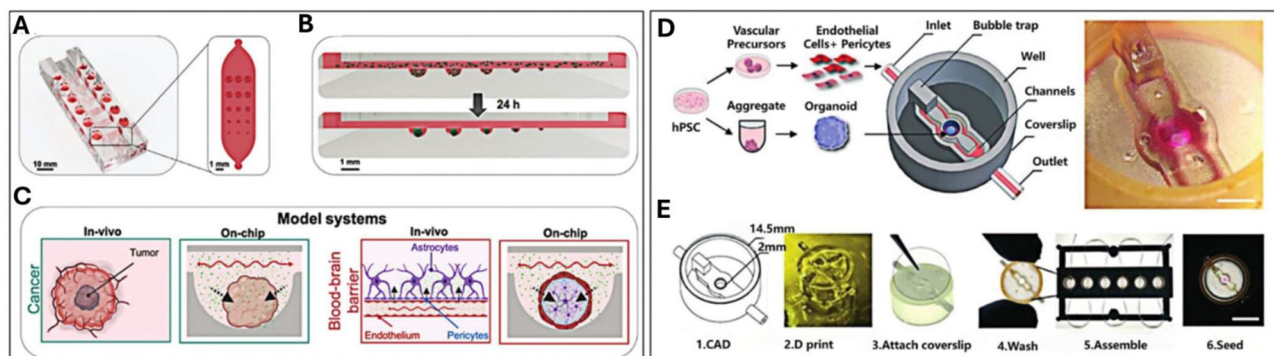 A
10 mm
1 mm
B
24 h
1 mm
C
Model systems
In-vivo
On-chip
In-vivo
On-chip
Cancer
Tumor
Blood-brain
barrier
Astrocytes
Endothelium
Pericytes
D
Vascular
Precursors
Endothelial
Cells+ Pericytes
Inlet
Bubble trap
Well
Channels
Coverslip
Outlet
hPSC
Aggregate
Organoid
E
14.5mm
2mm
1.CAD
2.D print
3.Attach coverslip
4.Wash
5.Assemble
6.Seed